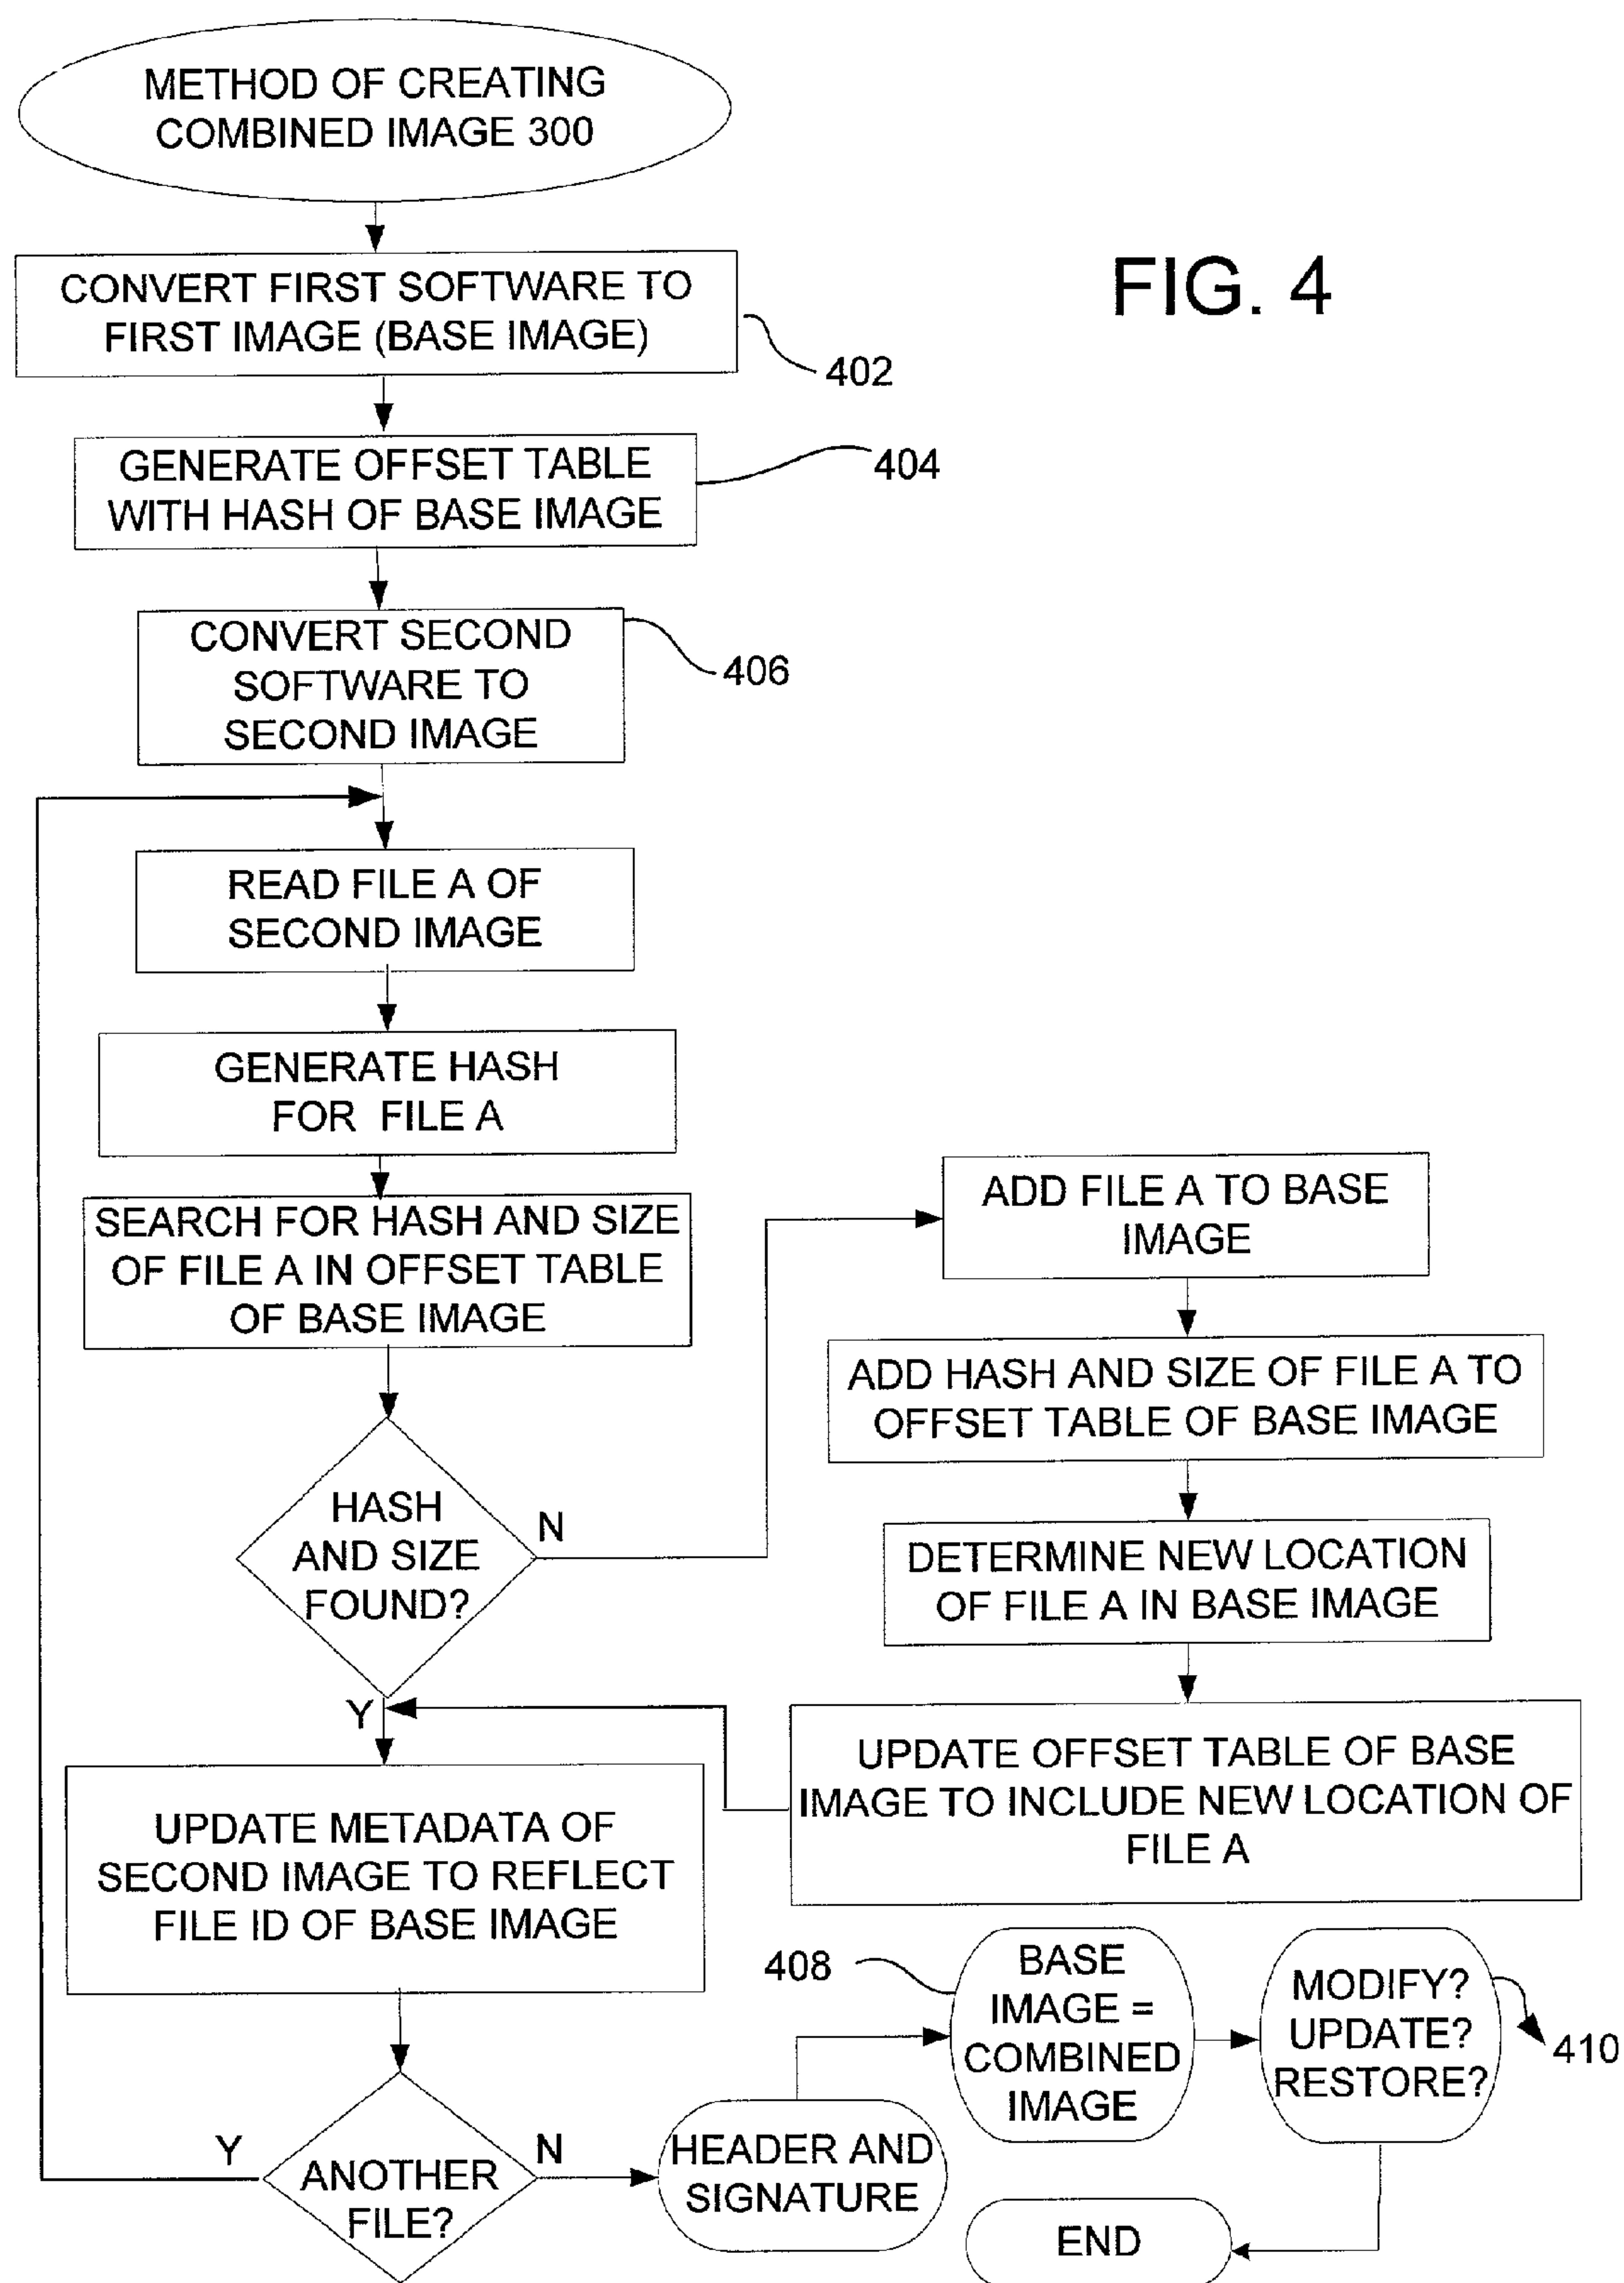 METHOD OF CREATING
COMBINED IMAGE 300
FIG. 4
CONVERT FIRST SOFTWARE TO
FIRST IMAGE (BASE IMAGE)
402
GENERATE OFFSET TABLE
WITH HASH OF BASE IMAGE
404
CONVERT SECOND
SOFTWARE TO
SECOND IMAGE
406
READ FILE A OF
SECOND IMAGE
GENERATE HASH
FOR FILE A
SEARCH FOR HASH AND SIZE
OF FILE A IN OFFSET TABLE
OF BASE IMAGE
HASH
AND SIZE
FOUND?
N
ADD FILE A TO BASE
IMAGE
ADD HASH AND SIZE OF FILE A TO
OFFSET TABLE OF BASE IMAGE
DETERMINE NEW LOCATION
OF FILE A IN BASE IMAGE
UPDATE OFFSET TABLE OF BASE
IMAGE TO INCLUDE NEW LOCATION OF
FILE A
Y
UPDATE METADATA OF
SECOND IMAGE TO REFLECT
FILE ID OF BASE IMAGE
ANOTHER
FILE?
Y
N
HEADER AND
SIGNATURE
408
BASE
IMAGE =
COMBINED
IMAGE
MODIFY?
UPDATE?
RESTORE?
410
END